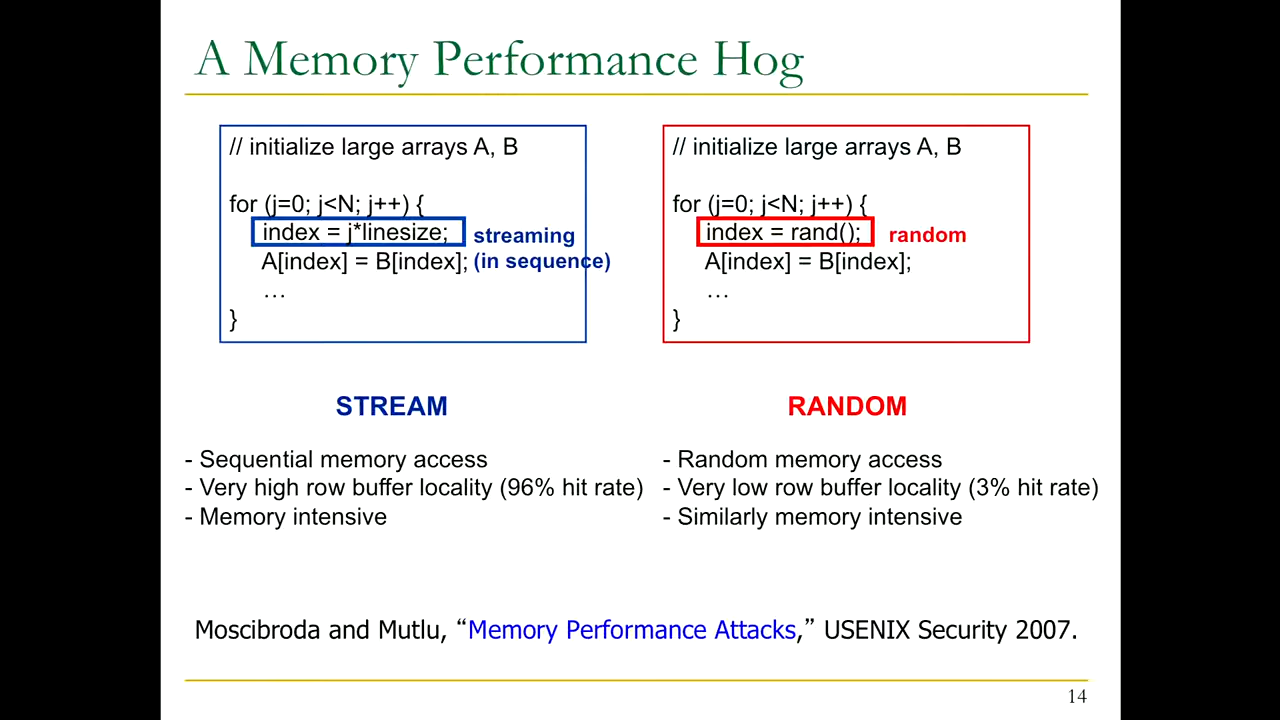 A Memory Performance Hog
// initialize large arrays A, B
for (j=0; j<N; j++) {
index = j*linesize;
streaming
A[index] = B[index];
(in sequence)
…
}
// initialize large arrays A, B
for (j=0; j<N; j++) {
index = rand();
random
A[index] = B[index];
…
}
STREAM
- Sequential memory access
- Very high row buffer locality (96% hit rate)
- Memory intensive
RANDOM
- Random memory access
- Very low row buffer locality (3% hit rate)
- Similarly memory intensive
Moscibroda and Mutlu, “Memory Performance Attacks,” USENIX Security 2007.
14